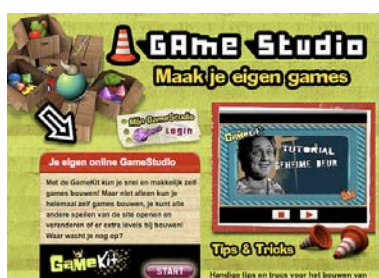 GAme Studio
Maak je eigen games
Mijn GameStudio
Login
GameKit
TUTORIAL
GEHEIME DEUR
Je eigen online GameStudio
Met de GameKit kun je snel en makkelijk zelf
games bouwen! Maar niet alleen kun je
helemaal zelf games bouwen, je kunt alle
andere spellen van de site openen en
veranderen of er extra levels bij bouwen!
Waar wacht je nog op?
GameKit
START
Tips & Tricks
Handige tips en trucs voor het bouwen van